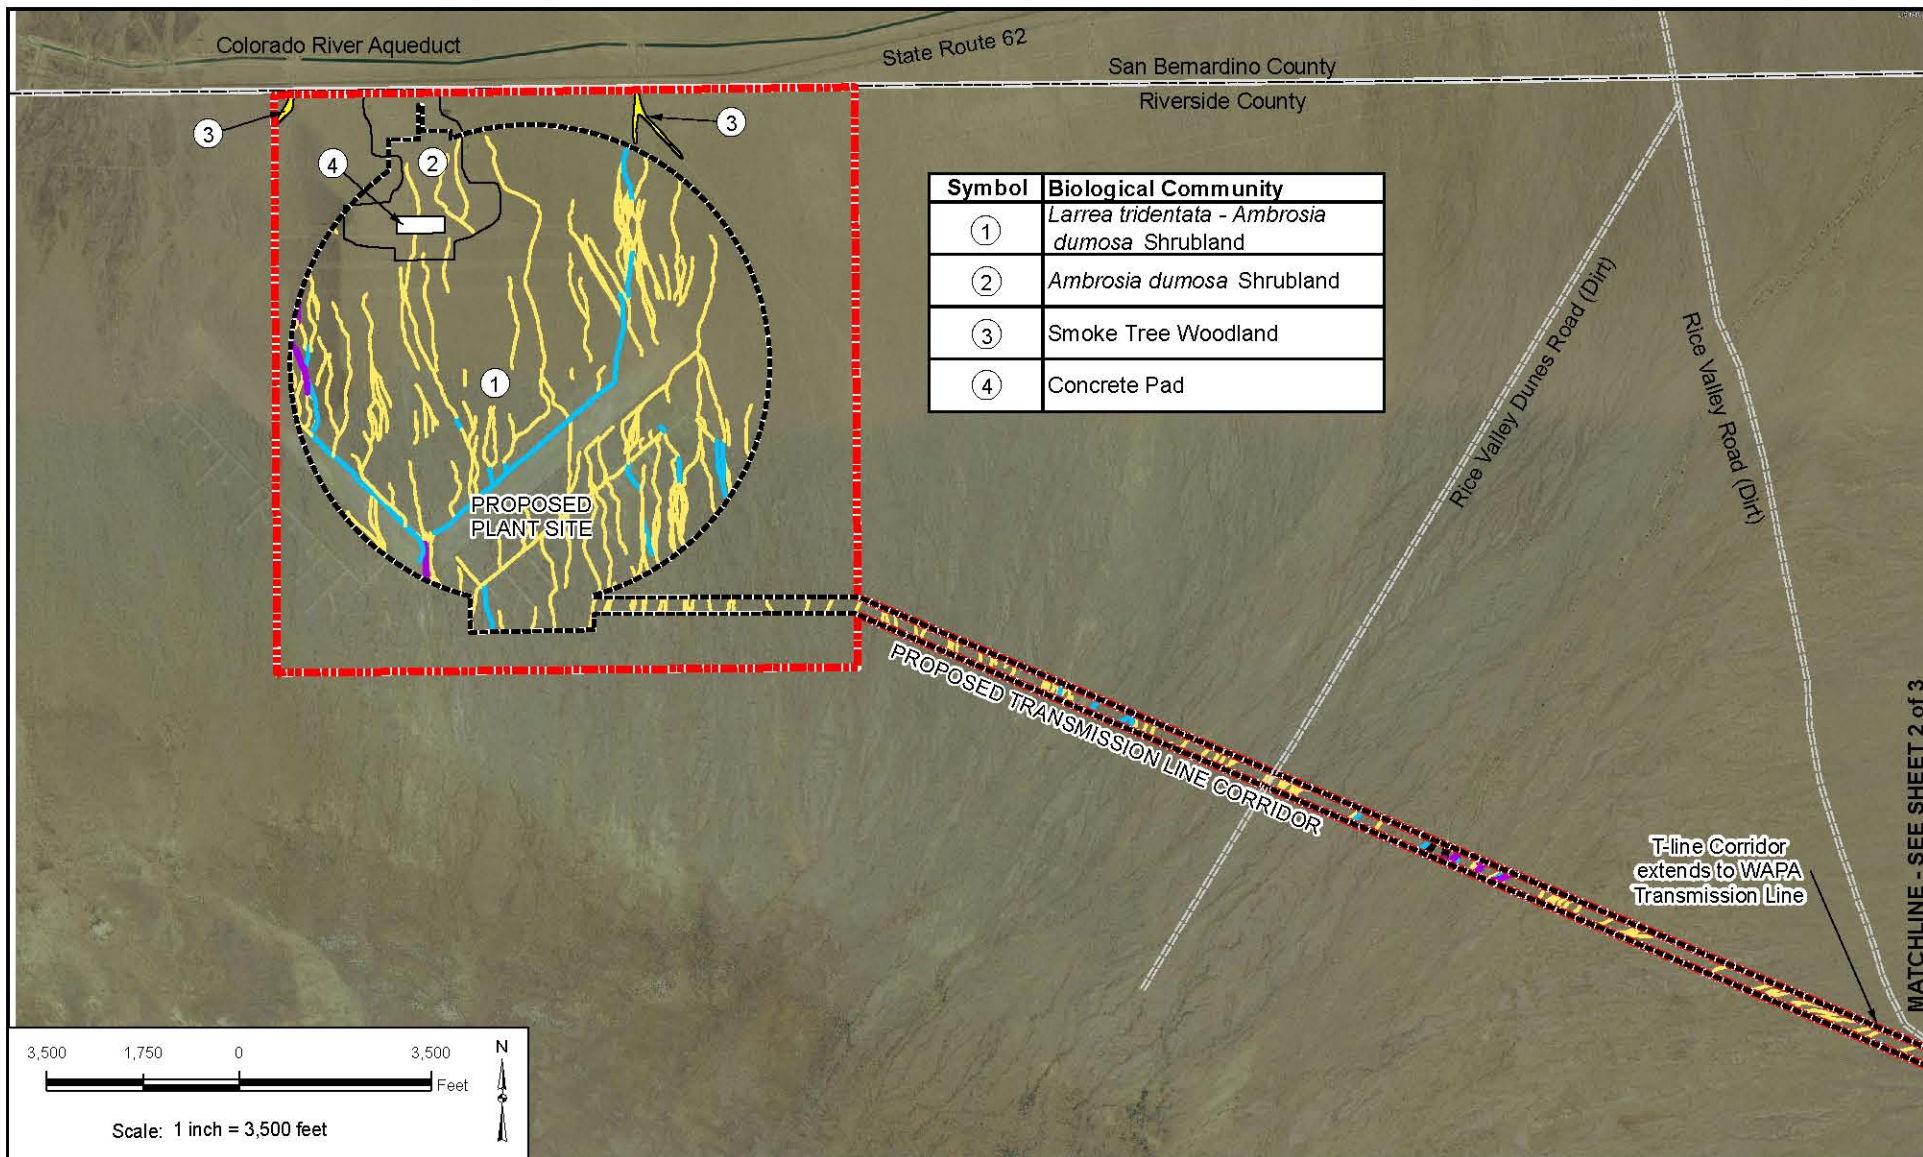 Colorado River Aqueduct
State Route 62
San Bernardino County
Riverside County
3
3
4
2
1
Symbol Biological Community
1 Larrea tridentata - Ambrosia
dumosa Shrubland
2 Ambrosia dumosa Shrubland
3 Smoke Tree Woodland
4 Concrete Pad
Rice Valley Dunes Road (Dirt)
Rice Valley Road (Dirt)
PROPOSED
PLANT SITE
PROPOSED TRANSMISSION LINE CORRIDOR
T-line Corridor
extends to WAPA
Transmission Line
MATCHLINE - SEE SHEET 2 of 3
3,500 1,750 0 3,500
Feet
N
Scale: 1 inch = 3,500 feet